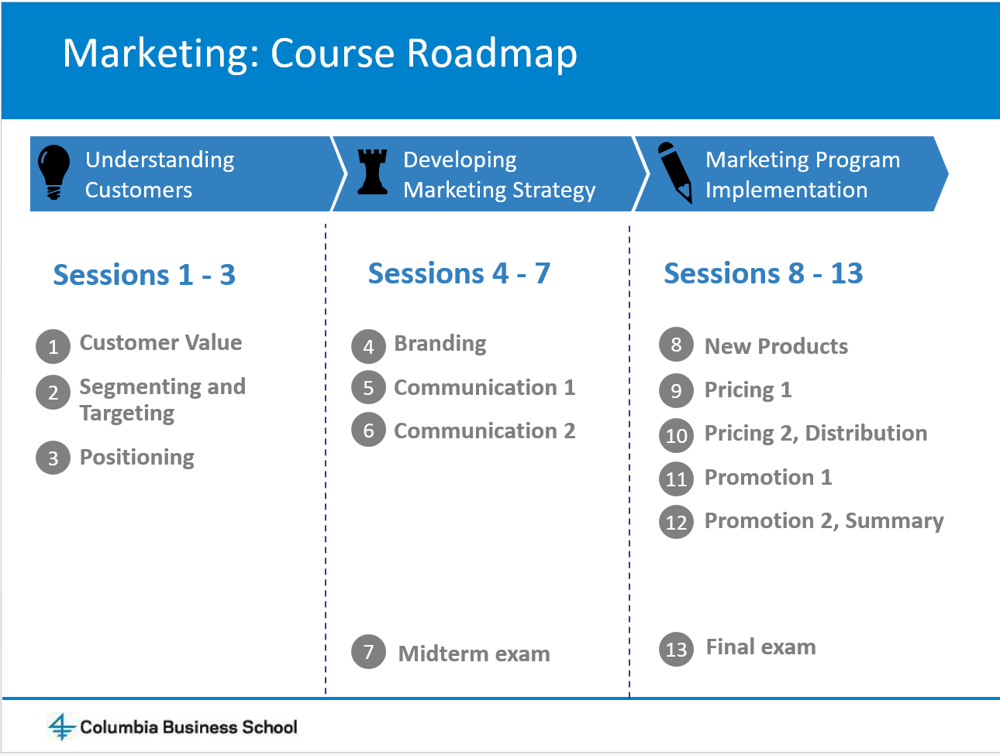 Marketing: Course Roadmap
Understanding
Customers
Developing
Marketing Strategy
Marketing Program
Implementation
Sessions 1 - 3
1 Customer Value
2 Segmenting and
Targeting
3 Positioning
Sessions 4 - 7
4 Branding
5 Communication 1
6 Communication 2
7 Midterm exam
Sessions 8 - 13
8 New Products
9 Pricing 1
10 Pricing 2, Distribution
11 Promotion 1
12 Promotion 2, Summary
13 Final exam
Columbia Business School